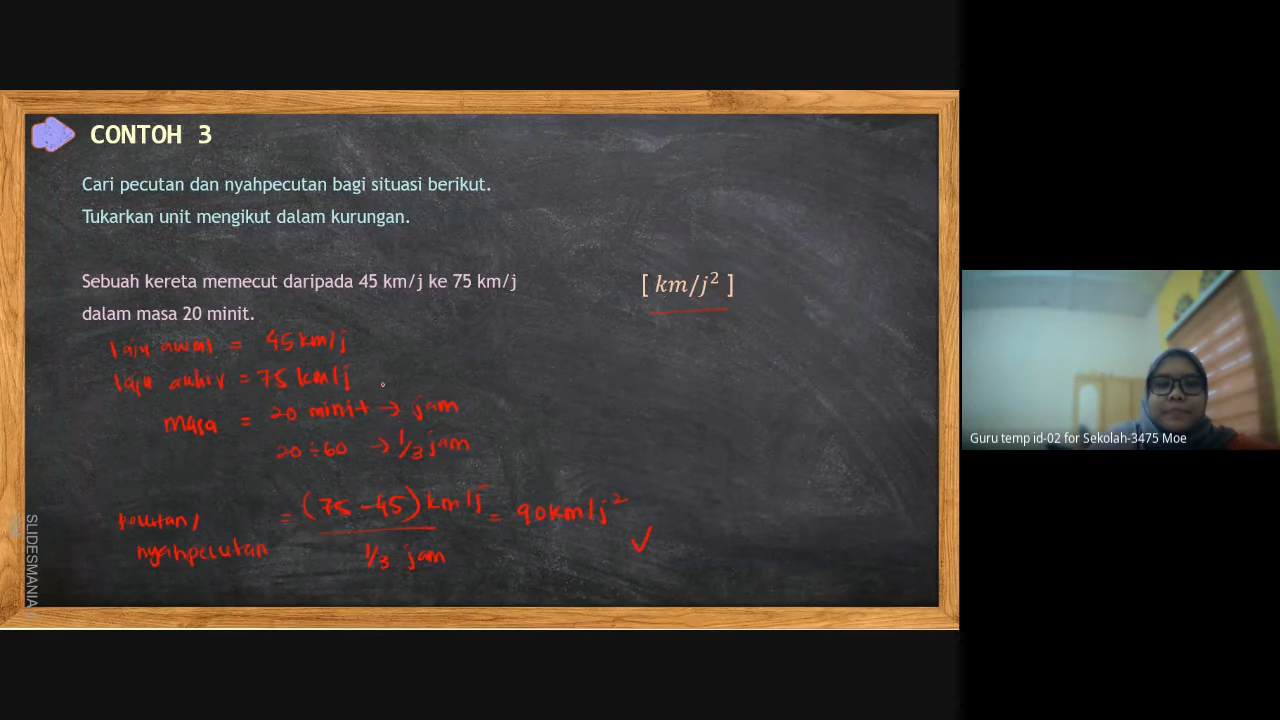 CONTOH 3
Cari pecutan dan nyahpecutan bagi situasi berikut.
Tukarkan unit mengikut dalam kurungan.
Sebuah kereta memecut daripada 45 km/j ke 75 km/j
dalam masa 20 minit.
[ km/j² ]
laju awal = 45 km/j
laju akhir = 75 km/j
masa = 20 minit → jam
20 ÷ 60 → 1/3 jam
pecutan/
nyahpecutan
= (75 - 45) km/j = 90 km/j²
1/3 jam
SLIDESMANIA
Guru temp id-02 for Sekolah-3475 Moe